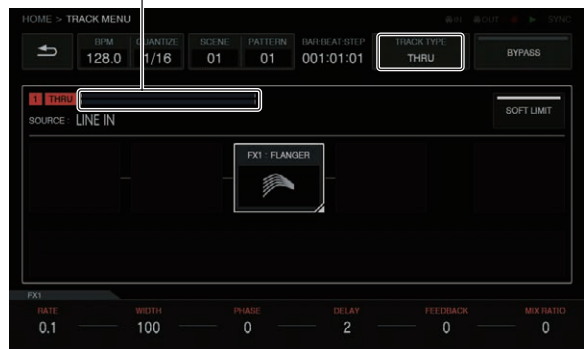 HOME > TRACK MENU
IN OUT SYNC
BPM QUANTIZE SCENE PATTERN BAR:BEAT:STEP TRACK TYPE
128.0 1/16 01 01 001:01:01 THRU BYPASS
1 THRU
SOURCE : LINE IN
SOFT LIMIT
FX1 : FLANGER
FX1
RATE WIDTH PHASE DELAY FEEDBACK MIX RATIO
0.1 100 0 2 0 0